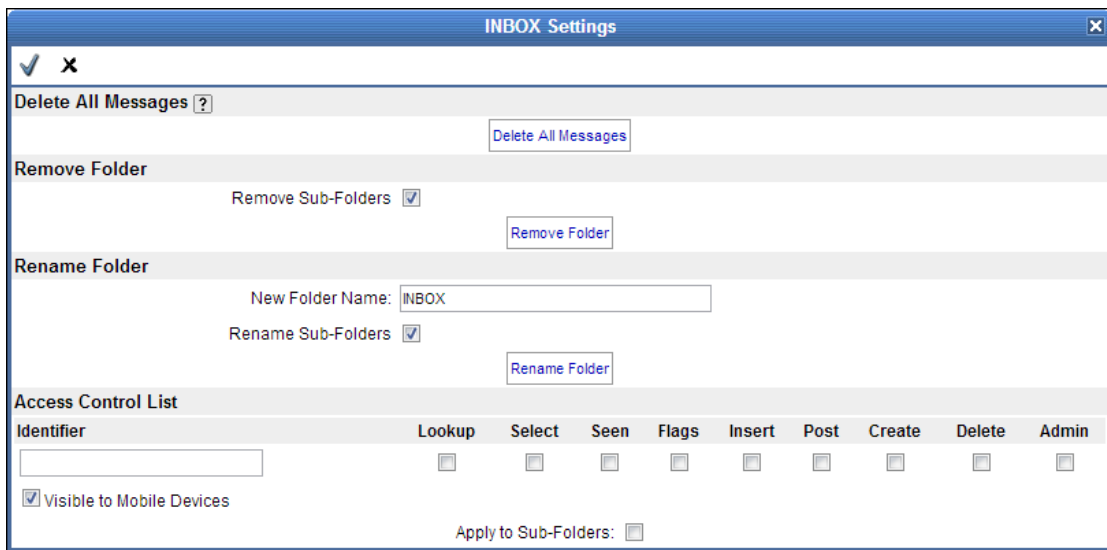 INBOX Settings
Delete All Messages ?
Delete All Messages
Remove Folder
Remove Sub-Folders
Remove Folder
Rename Folder
New Folder Name: INBOX
Rename Sub-Folders
Rename Folder
Access Control List
Identifier Lookup Select Seen Flags Insert Post Create Delete Admin
Visible to Mobile Devices
Apply to Sub-Folders: